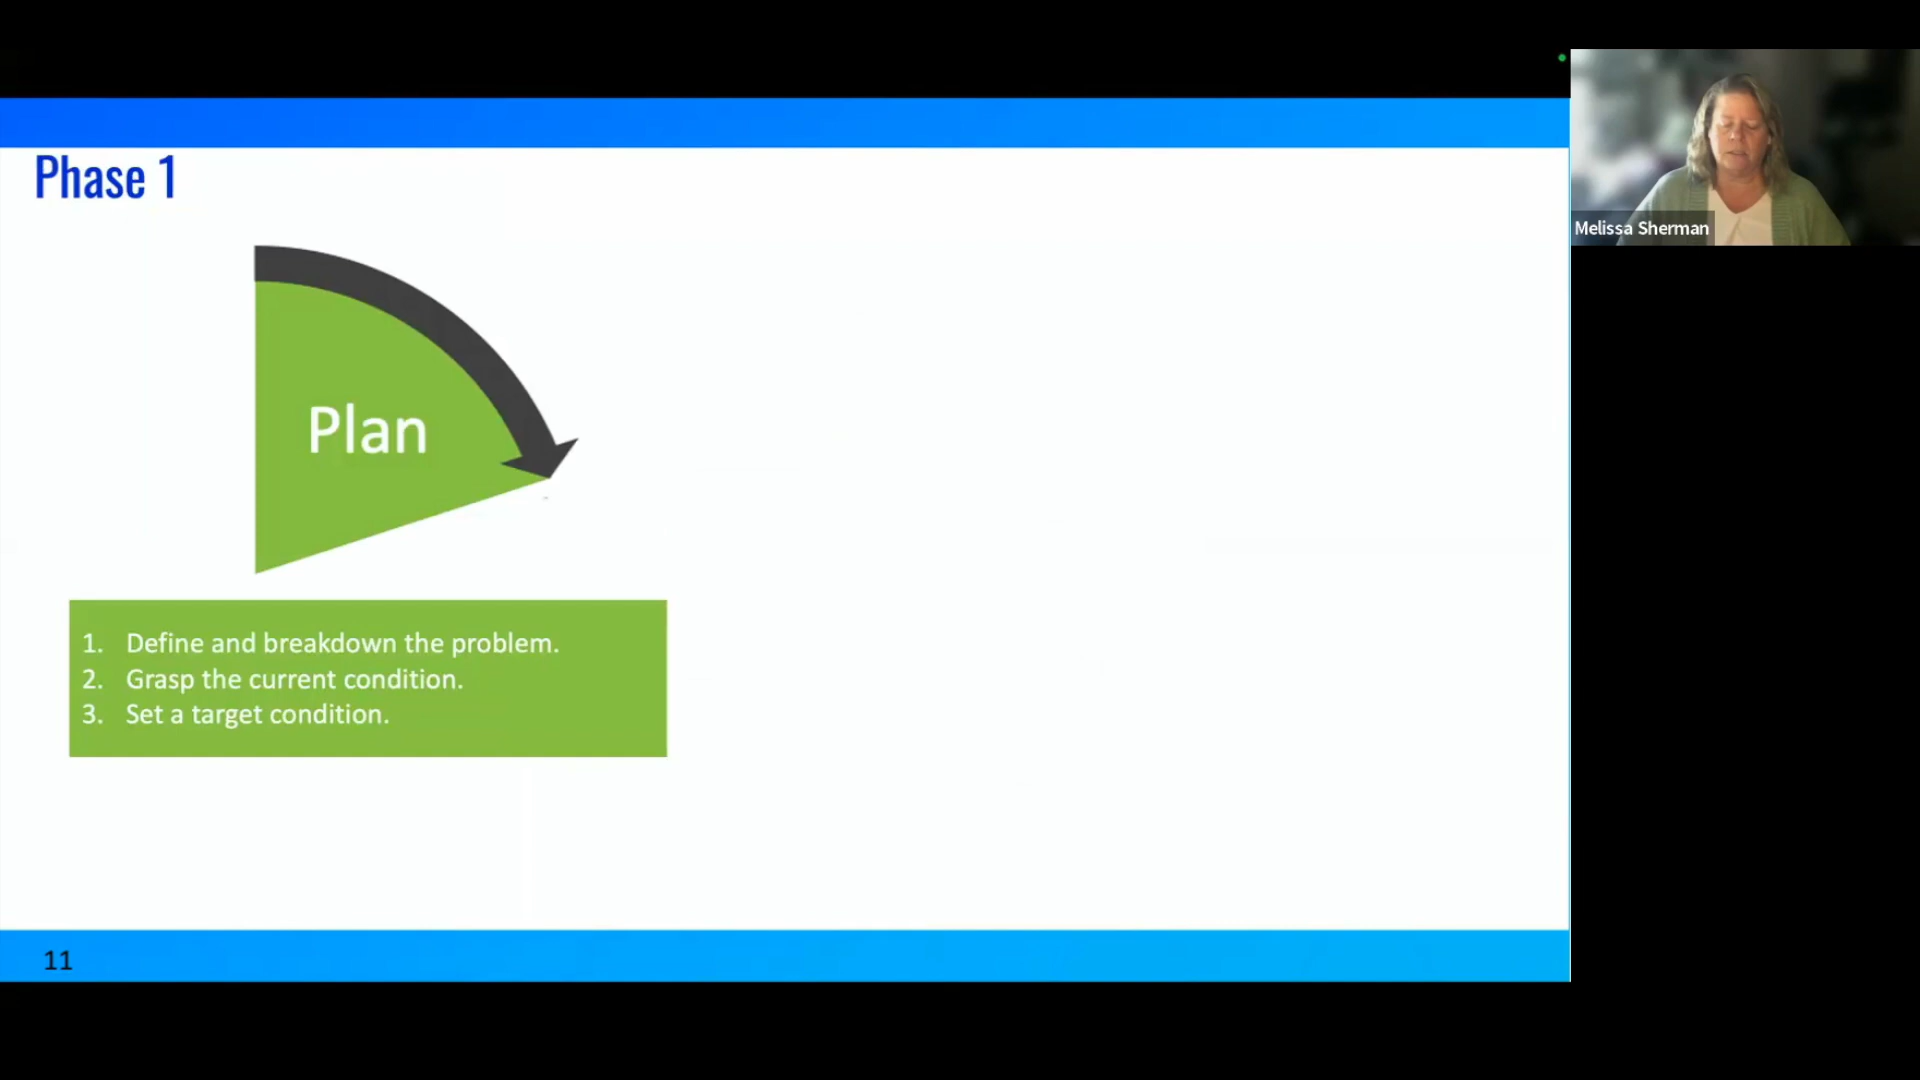 Phase 1
Plan
1. Define and breakdown the problem.
2. Grasp the current condition.
3. Set a target condition.
11
Melissa Sherman